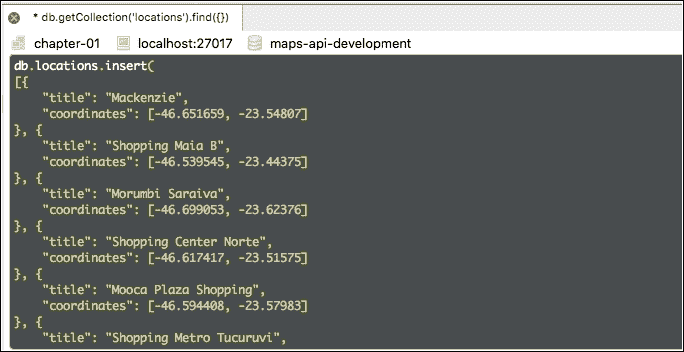 * db.getCollection('locations').find({})
chapter-01 localhost:27017 maps-api-development
db.locations.insert(
[{
"title": "Mackenzie",
"coordinates": [-46.651659, -23.54807]
}, {
"title": "Shopping Maia B",
"coordinates": [-46.539545, -23.44375]
}, {
"title": "Morumbi Saraiva",
"coordinates": [-46.699053, -23.62376]
}, {
"title": "Shopping Center Norte",
"coordinates": [-46.617417, -23.51575]
}, {
"title": "Mooca Plaza Shopping",
"coordinates": [-46.594408, -23.57983]
}, {
"title": "Shopping Metro Tucuruvi",